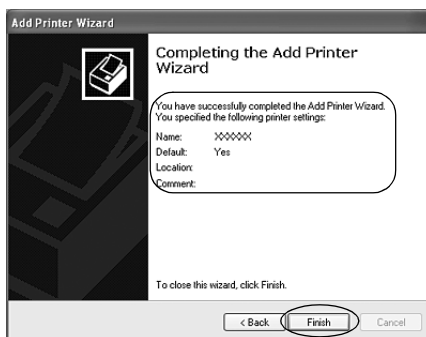 Add Printer Wizard
Completing the Add Printer
Wizard
You have successfully completed the Add Printer Wizard.
You specified the following printer settings:
Name: XXXXXX
Default: Yes
Location:
Comment:
To close this wizard, click Finish.
< Back Finish Cancel